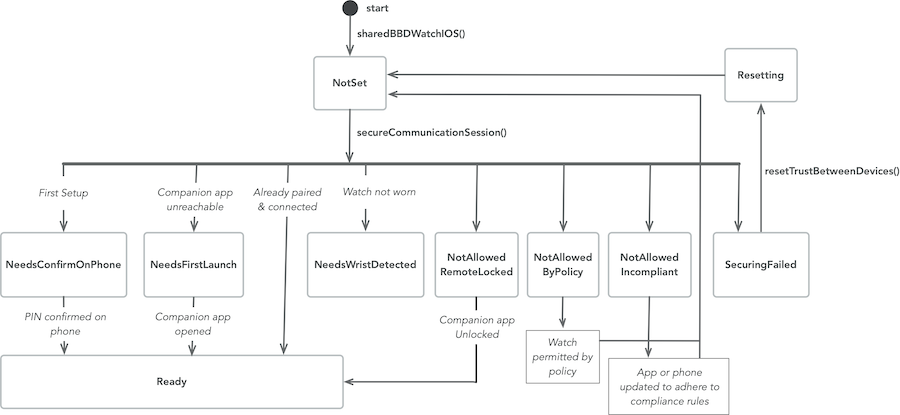 start
sharedBBDWatchIOS()
NotSet
Resetting
secureCommunicationSession()
resetTrustBetweenDevices()
First Setup
Companion app
unreachable
Already paired
& connected
Watch not worn
NeedsConfirmOnPhone
NeedsFirstLaunch
NeedsWristDetected
NotAllowed
RemoteLocked
NotAllowed
ByPolicy
NotAllowed
Incompliant
SecuringFailed
PIN confirmed on
phone
Companion app
opened
Companion app
Unlocked
Watch
permitted by
policy
App or phone
updated to adhere to
compliance rules
Ready